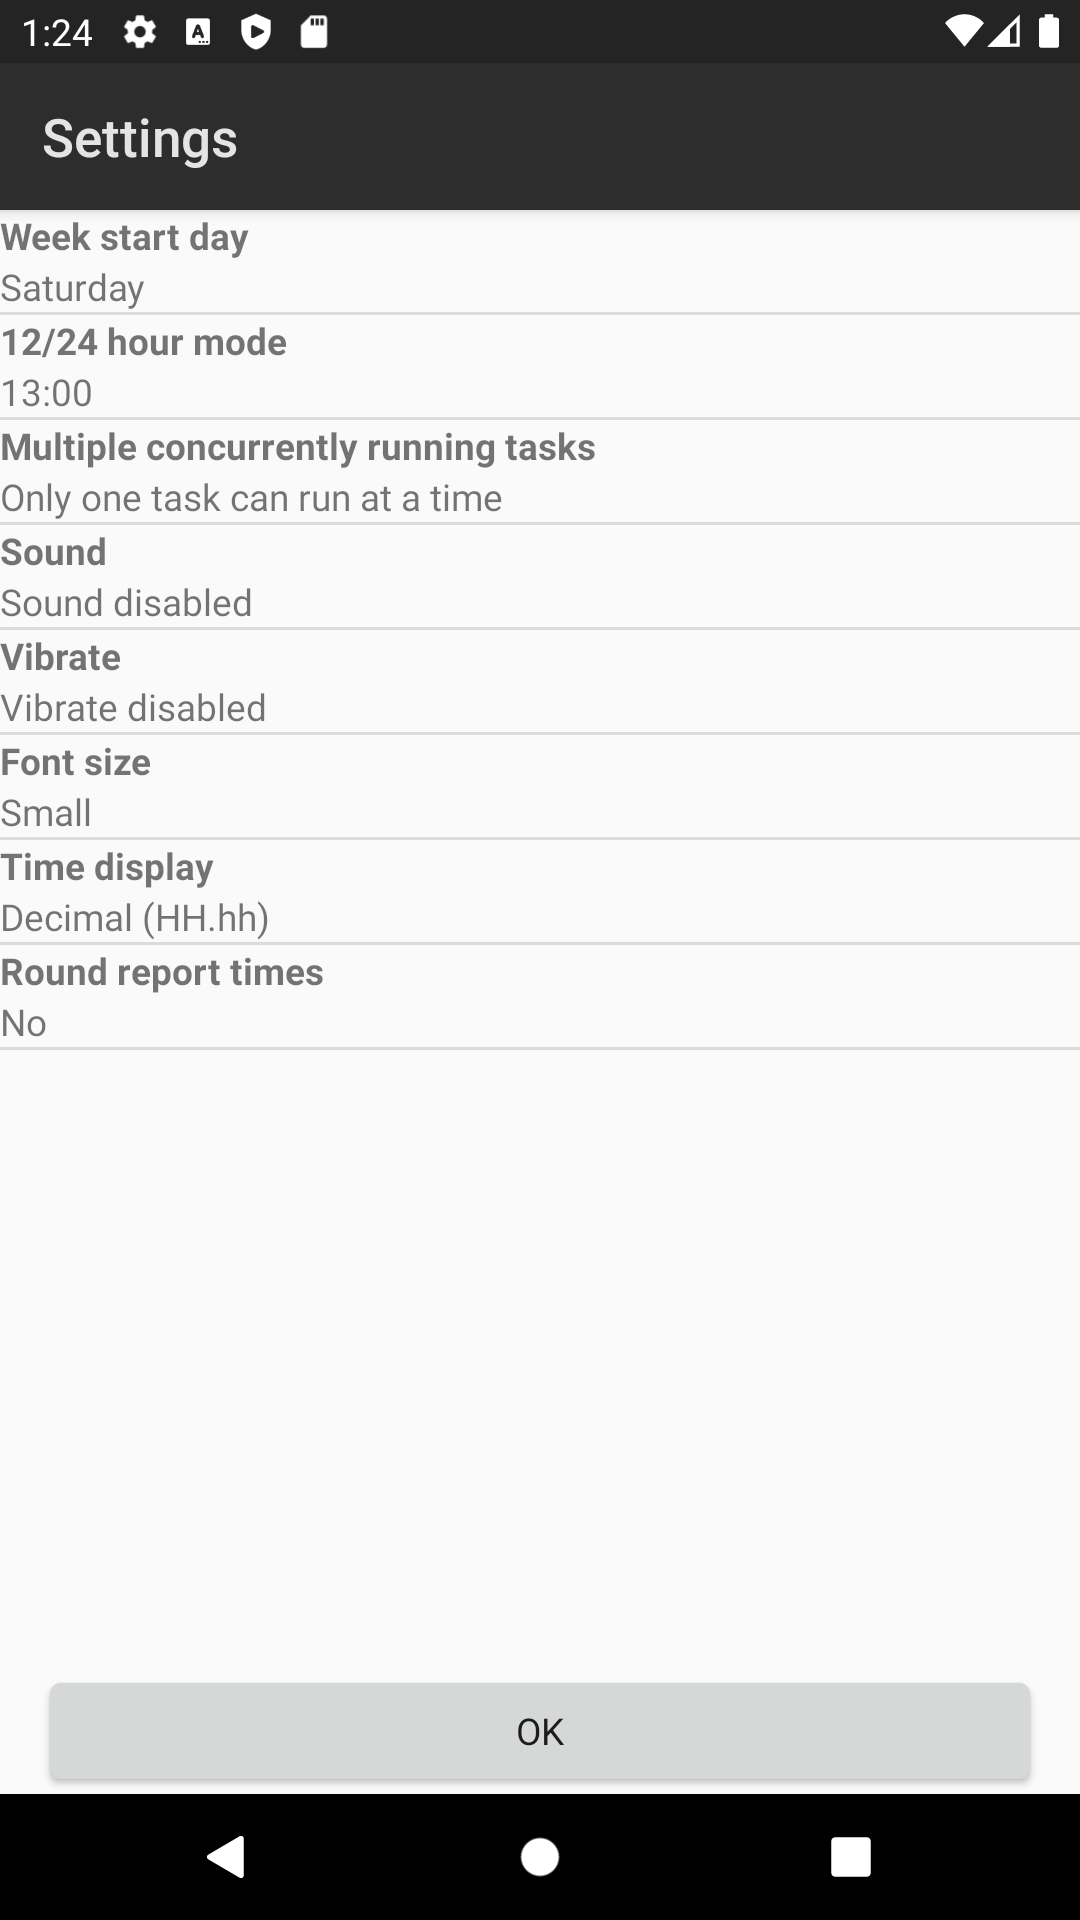 1:24
Settings
Week start day
Saturday
12/24 hour mode
13:00
Multiple concurrently running tasks
Only one task can run at a time
Sound
Sound disabled
Vibrate
Vibrate disabled
Font size
Small
Time display
Decimal (HH.hh)
Round report times
No
OK